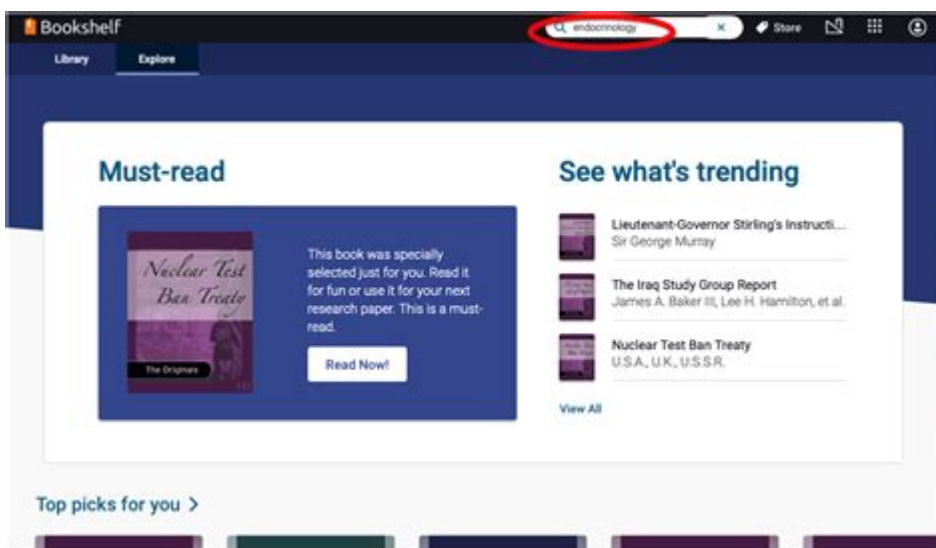 Bookshelf
endocrinology
Store
Library
Explore
Must-read
Nuclear Test
Ban Treaty
The Originals
This book was specially
selected just for you. Read it
for fun or use it for your next
research paper. This is a must-
read.
Read Now!
See what's trending
Lieutenant-Governor Stirling's Instructi...
Sir George Murray
The Iraq Study Group Report
James A. Baker III, Lee H. Hamilton, et al.
Nuclear Test Ban Treaty
U.S.A., U.K., U.S.S.R.
View All
Top picks for you >